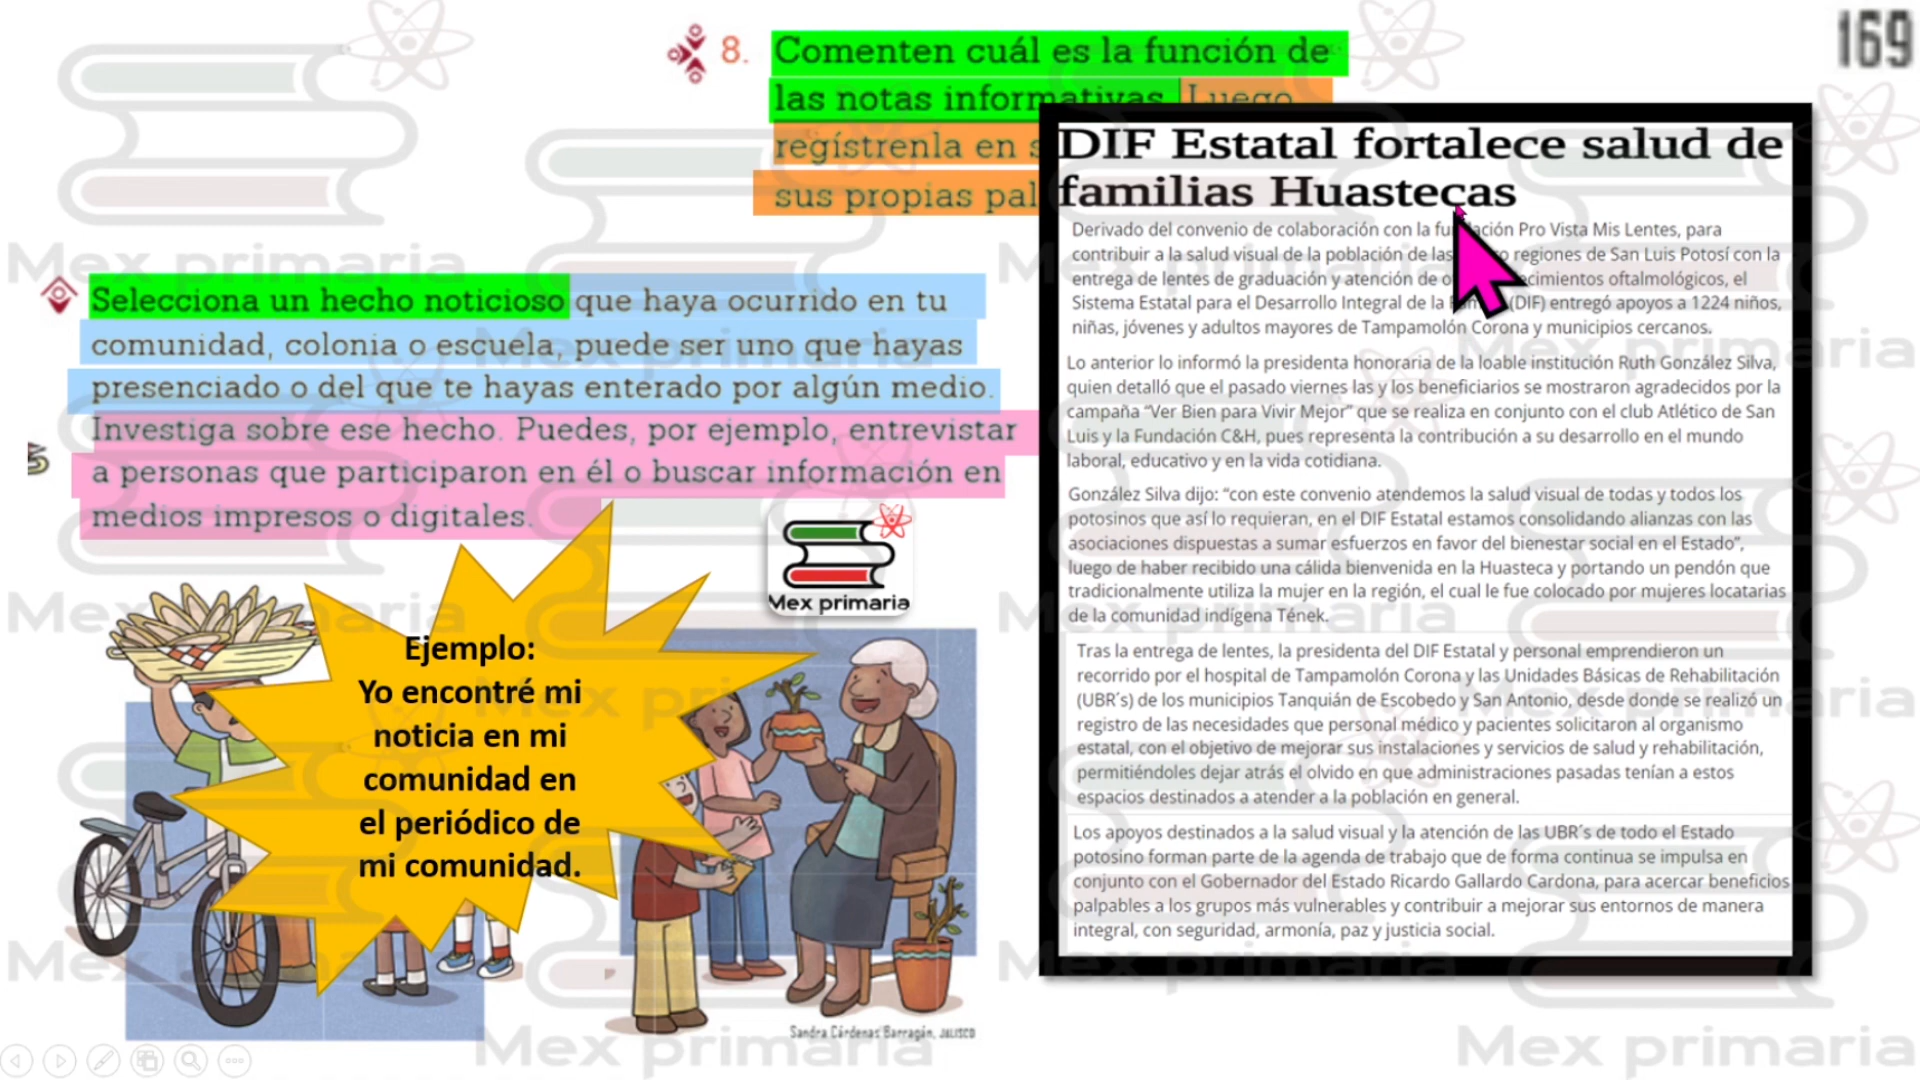 169
8. Comenten cuál es la función de
las notas informativas. Luego
regístrenla en
sus propias pal
Selecciona un hecho noticioso que haya ocurrido en tu
comunidad, colonia o escuela, puede ser uno que hayas
presenciado o del que te hayas enterado por algún medio.
Investiga sobre ese hecho. Puedes, por ejemplo, entrevistar
a personas que participaron en él o buscar información en
medios impresos o digitales.
Mex primaria
Ejemplo:
Yo encontré mi
noticia en mi
comunidad en
el periódico de
mi comunidad.
Sandra Cárdenas Barragán, JALISCO
DIF Estatal fortalece salud de
familias Huastecas
Derivado del convenio de colaboración con la fundación Pro Vista Mis Lentes, para
contribuir a la salud visual de la población de las regiones de San Luis Potosí con la
entrega de lentes de graduación y atención de cimientos oftalmológicos, el
Sistema Estatal para el Desarrollo Integral de la (DIF) entregó apoyos a 1224 niños,
niñas, jóvenes y adultos mayores de Tampamolón Corona y municipios cercanos.
Lo anterior lo informó la presidenta honoraria de la loable institución Ruth González Silva,
quien detalló que el pasado viernes las y los beneficiarios se mostraron agradecidos por la
campaña “Ver Bien para Vivir Mejor” que se realiza en conjunto con el club Atlético de San
Luis y la Fundación C&H, pues representa la contribución a su desarrollo en el mundo
laboral, educativo y en la vida cotidiana.
González Silva dijo: “con este convenio atendemos la salud visual de todas y todos los
potosinos que así lo requieran, en el DIF Estatal estamos consolidando alianzas con las
asociaciones dispuestas a sumar esfuerzos en favor del bienestar social en el Estado”,
luego de haber recibido una cálida bienvenida en la Huasteca y portando un pendón que
tradicionalmente utiliza la mujer en la región, el cual le fue colocado por mujeres locatarias
de la comunidad indígena Tének.
Tras la entrega de lentes, la presidenta del DIF Estatal y personal emprendieron un
recorrido por el hospital de Tampamolón Corona y las Unidades Básicas de Rehabilitación
(UBR´s) de los municipios Tanquián de Escobedo y San Antonio, desde donde se realizó un
registro de las necesidades que personal médico y pacientes solicitaron al organismo
estatal, con el objetivo de mejorar sus instalaciones y servicios de salud y rehabilitación,
permitiéndoles dejar atrás el olvido en que administraciones pasadas tenían a estos
espacios destinados a atender a la población en general.
Los apoyos destinados a la salud visual y la atención de las UBR´s de todo el Estado
potosino forman parte de la agenda de trabajo que de forma continua se impulsa en
conjunto con el Gobernador del Estado Ricardo Gallardo Cardona, para acercar beneficios
palpables a los grupos más vulnerables y contribuir a mejorar sus entornos de manera
integral, con seguridad, armonía, paz y justicia social.